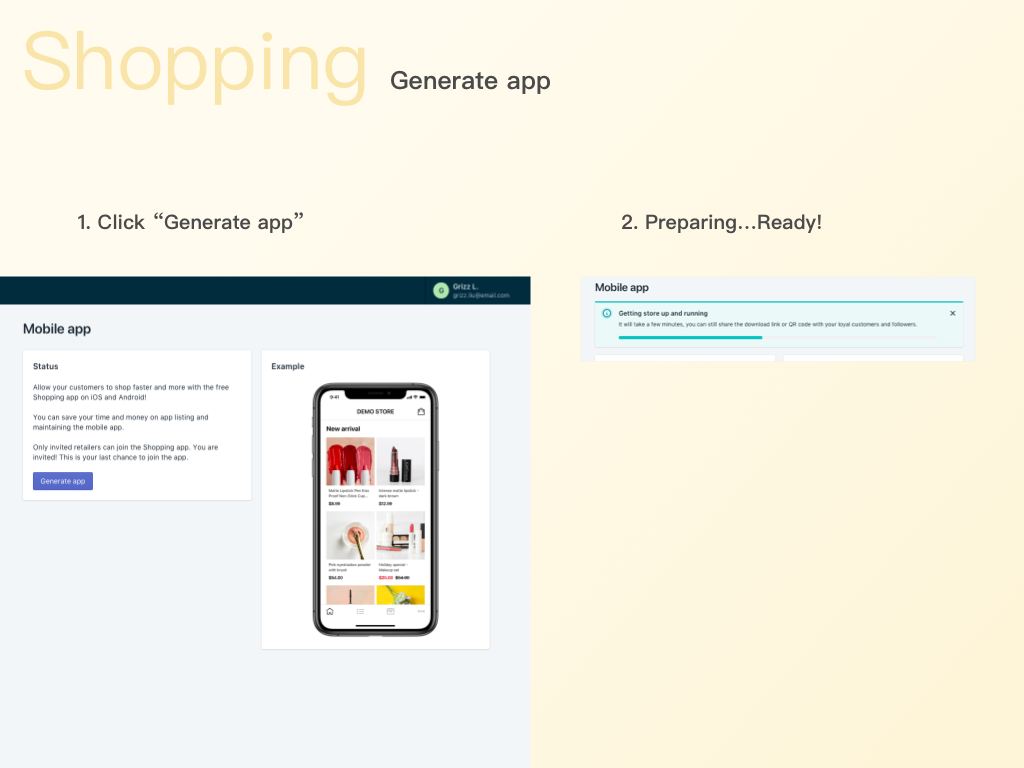 Shopping
Generate app
1. Click “Generate app”
2. Preparing...Ready!
G
Grizz L.
grizz.liu@email.com
Mobile app
Status
Allow your customers to shop faster and more with the free
Shopping app on iOS and Android!
You can save your time and money on app listing and
maintaining the mobile app.
Only invited retailers can join the Shopping app. You are
invited! This is your last chance to join the app.
Generate app
Example
9:41
DEMO STORE
New arrival
Matte Lipstick Pen Kiss
Proof Non-Stick Cup...
$8.99
Intense matte lipstick -
dark brown
$12.99
Pink eyeshadow powder
with brush
$54.00
Holiday special -
Makeup set
$25.00 $54.00
Mobile app
Getting store up and running
It will take a few minutes, you can still share the download link or QR code with your loyal customers and followers.